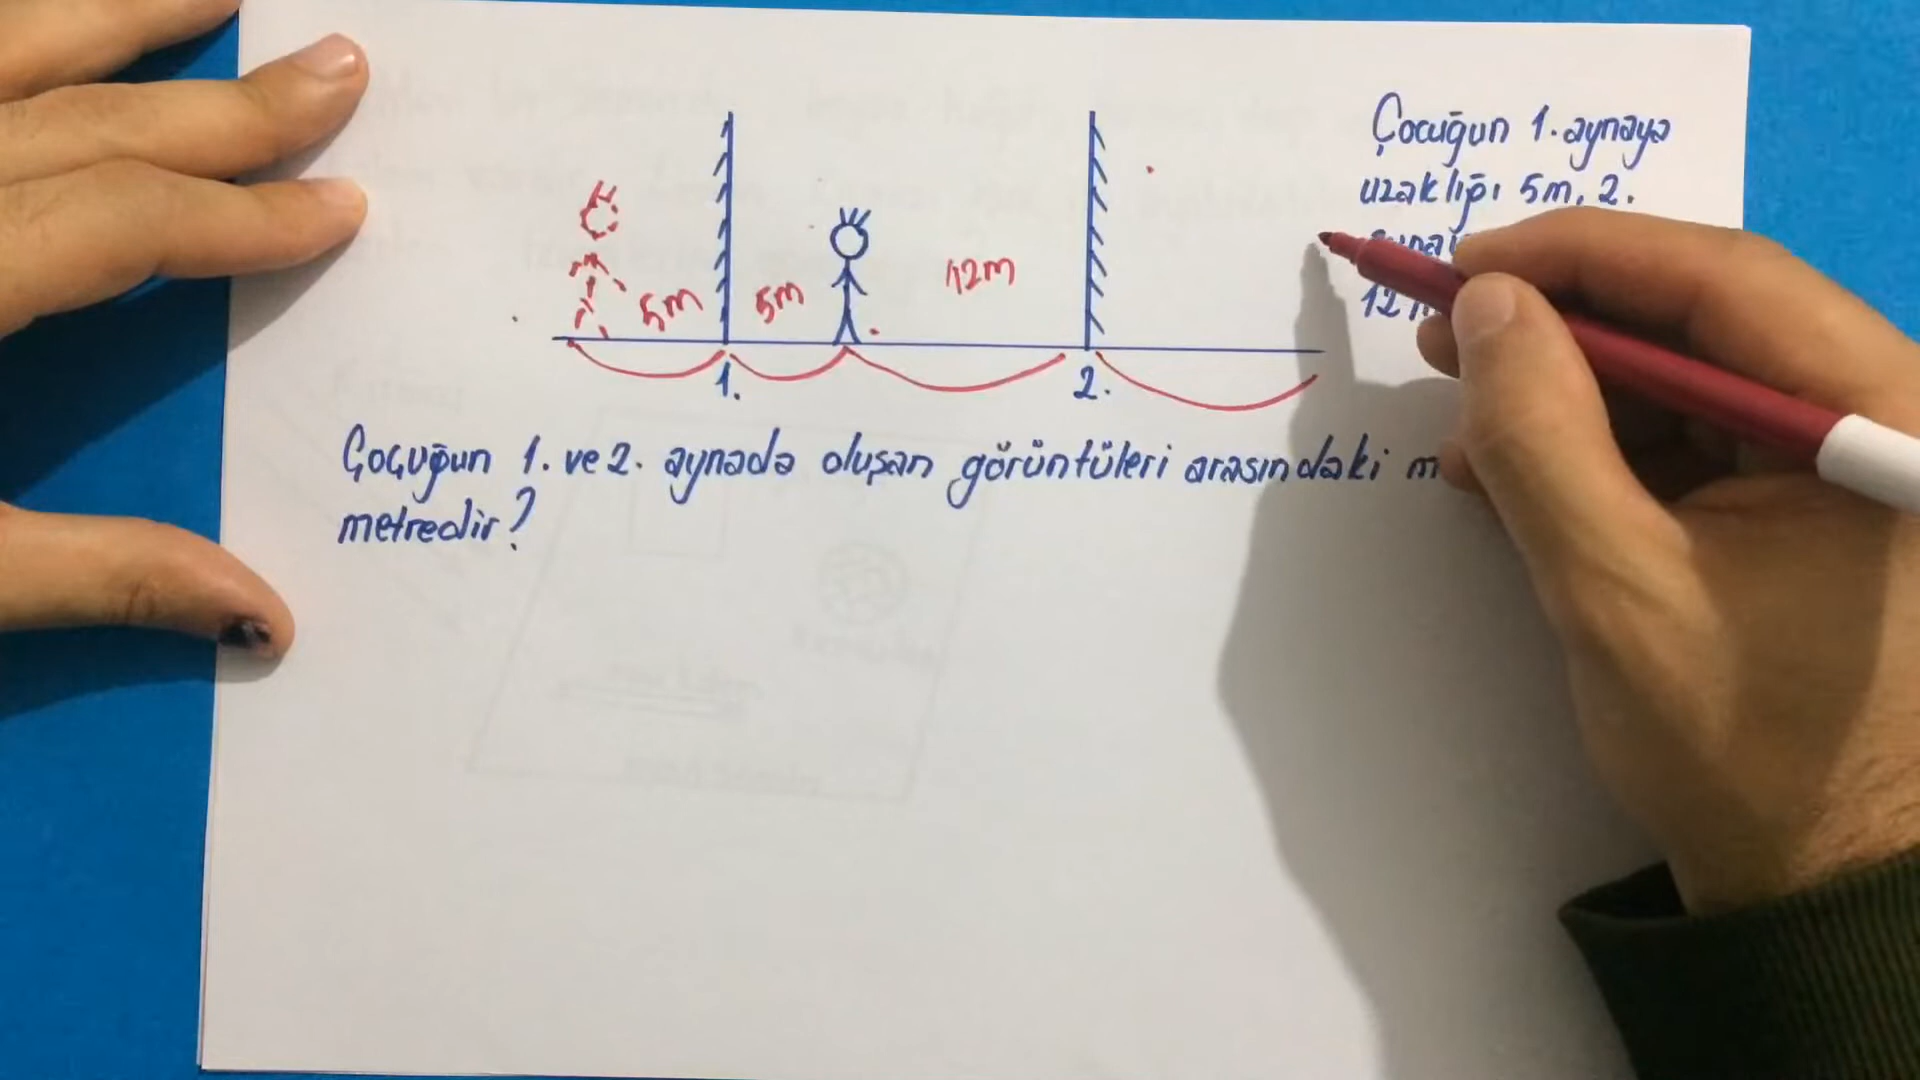 Çocuğun 1. aynaya
uzaklığı 5m, 2.
12
5m
5m
12m
1.
2.
Çocuğun 1. ve 2. aynada oluşan görüntüleri arasındaki
metredir?